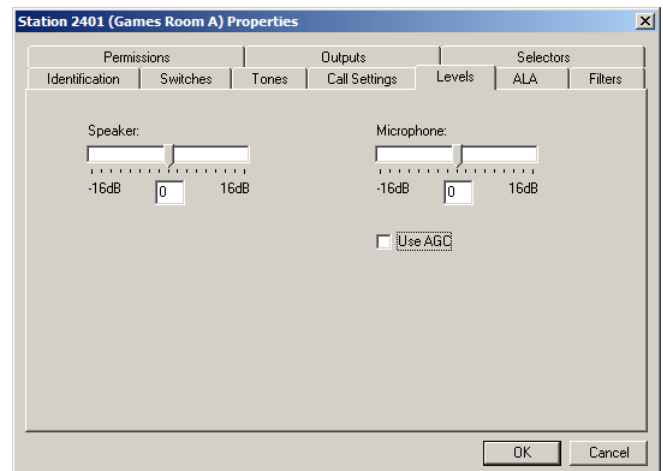 Station 2401 (Games Room A) Properties
Permissions Outputs Selectors
Identification Switches Tones Call Settings Levels ALA Filters
Speaker: Microphone:
-16dB 0 16dB -16dB 0 16dB
Use AGC
OK Cancel